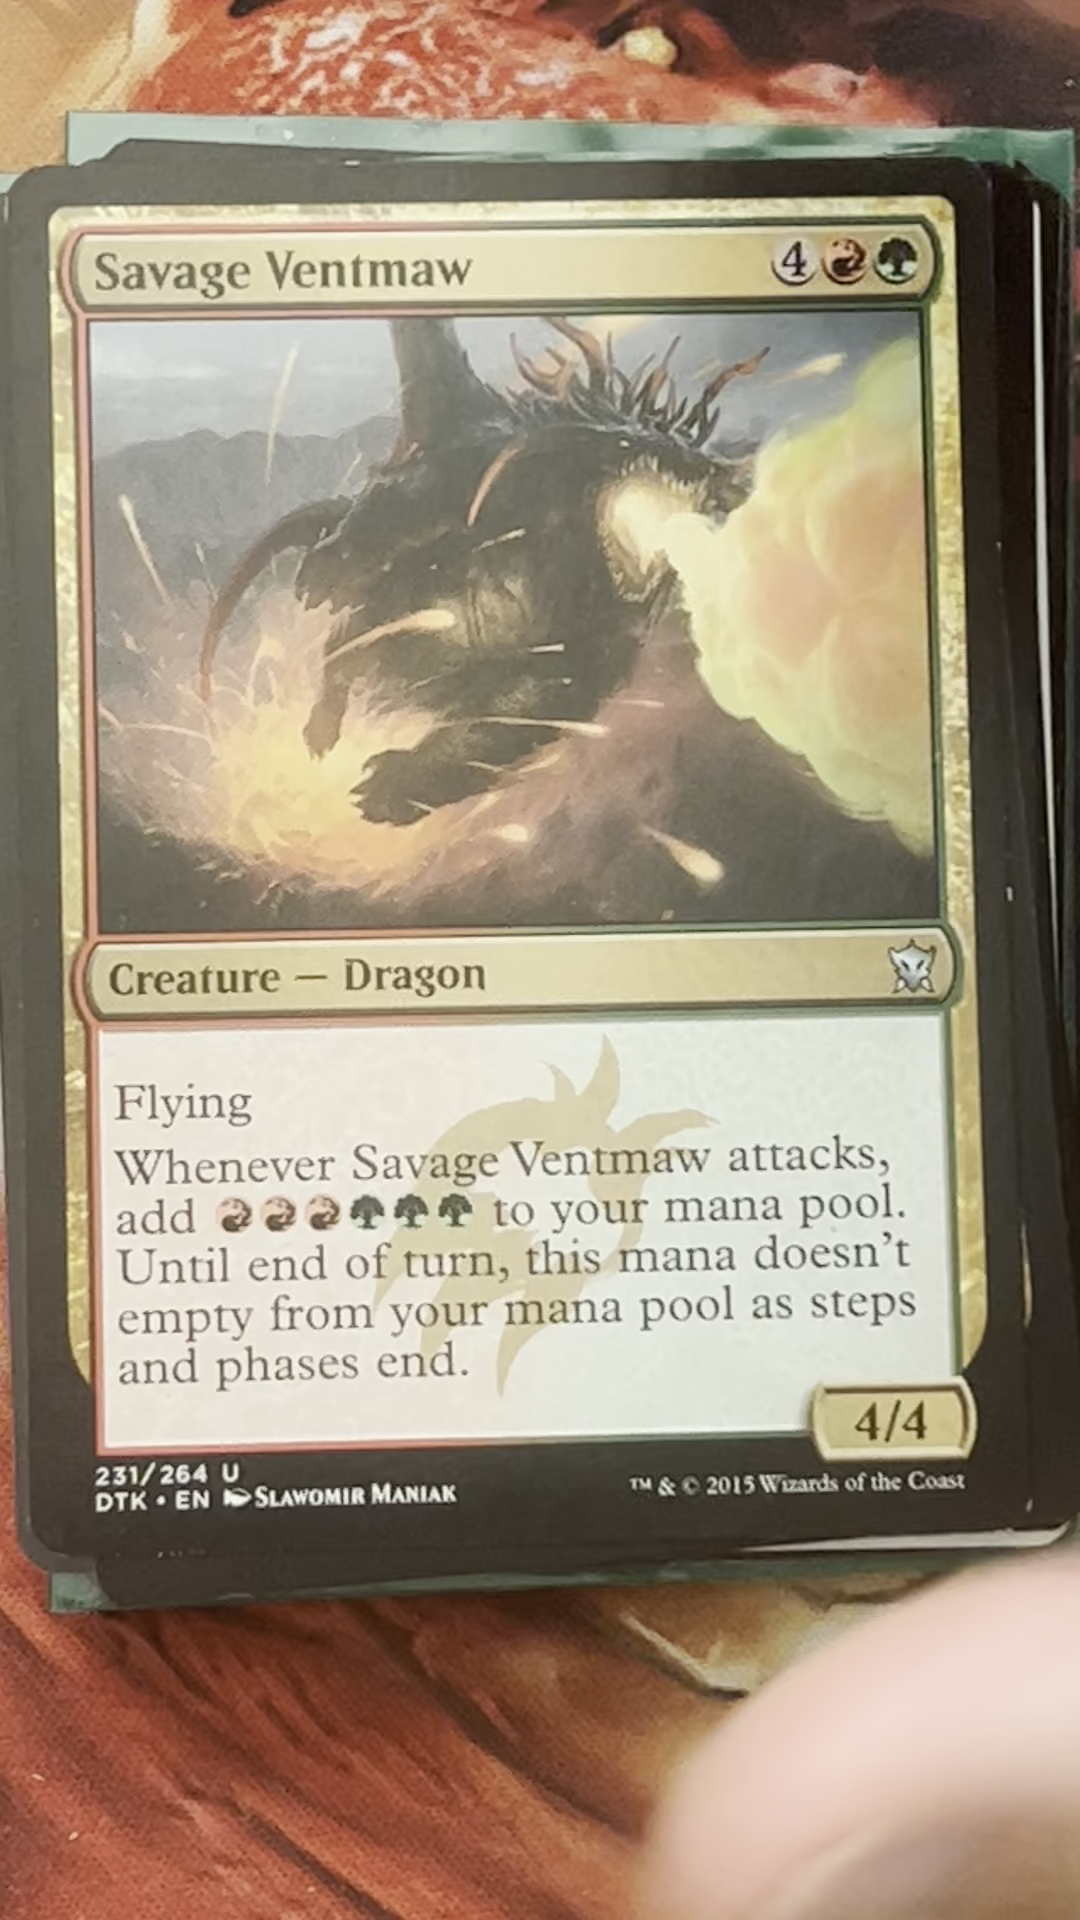 Savage Ventmaw 4
Creature — Dragon
Flying
Whenever Savage Ventmaw attacks,
add to your mana pool.
Until end of turn, this mana doesn't
empty from your mana pool as steps
and phases end.
4/4
231/264 U
DTK • EN SLAWOMIR MANIAK
™ & © 2015 Wizards of the Coast